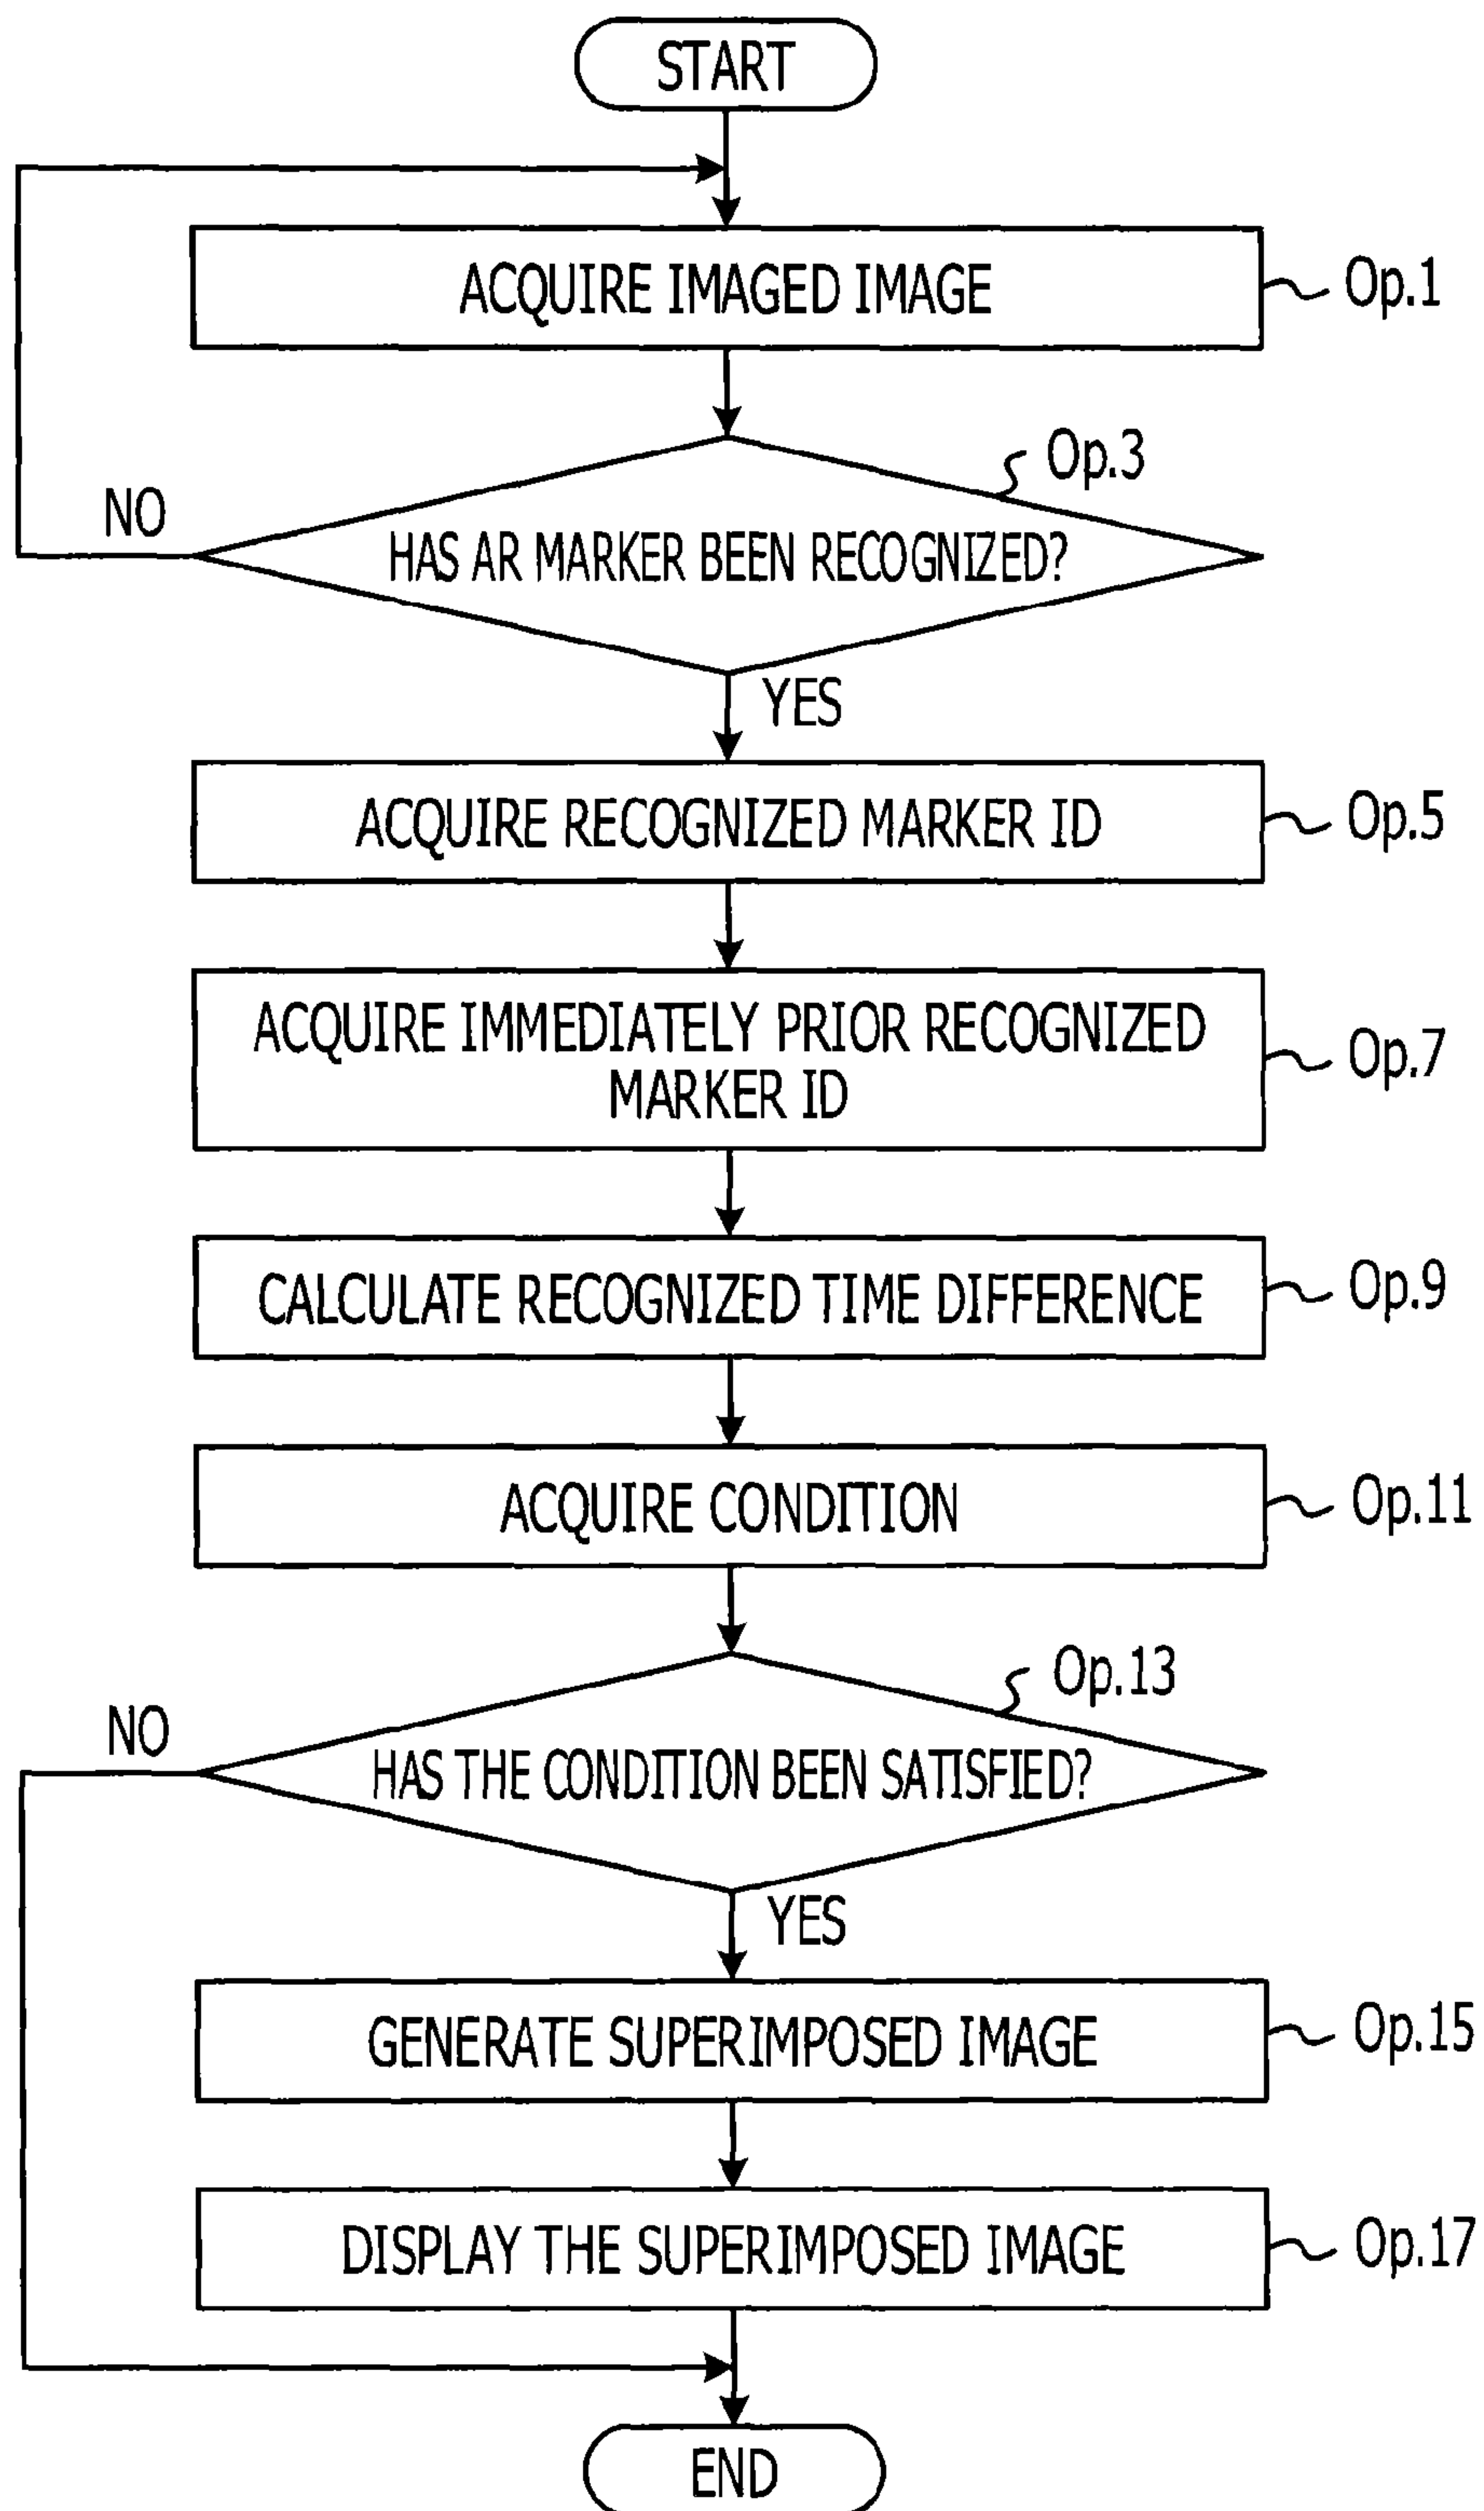 START
ACQUIRE IMAGED IMAGE
Op.1
Op.3
NO
HAS AR MARKER BEEN RECOGNIZED?
YES
ACQUIRE RECOGNIZED MARKER ID
Op.5
ACQUIRE IMMEDIATELY PRIOR RECOGNIZED
MARKER ID
Op.7
CALCULATE RECOGNIZED TIME DIFFERENCE
Op.9
ACQUIRE CONDITION
Op.11
Op.13
NO
HAS THE CONDITION BEEN SATISFIED?
YES
GENERATE SUPERIMPOSED IMAGE
Op.15
DISPLAY THE SUPERIMPOSED IMAGE
Op.17
END